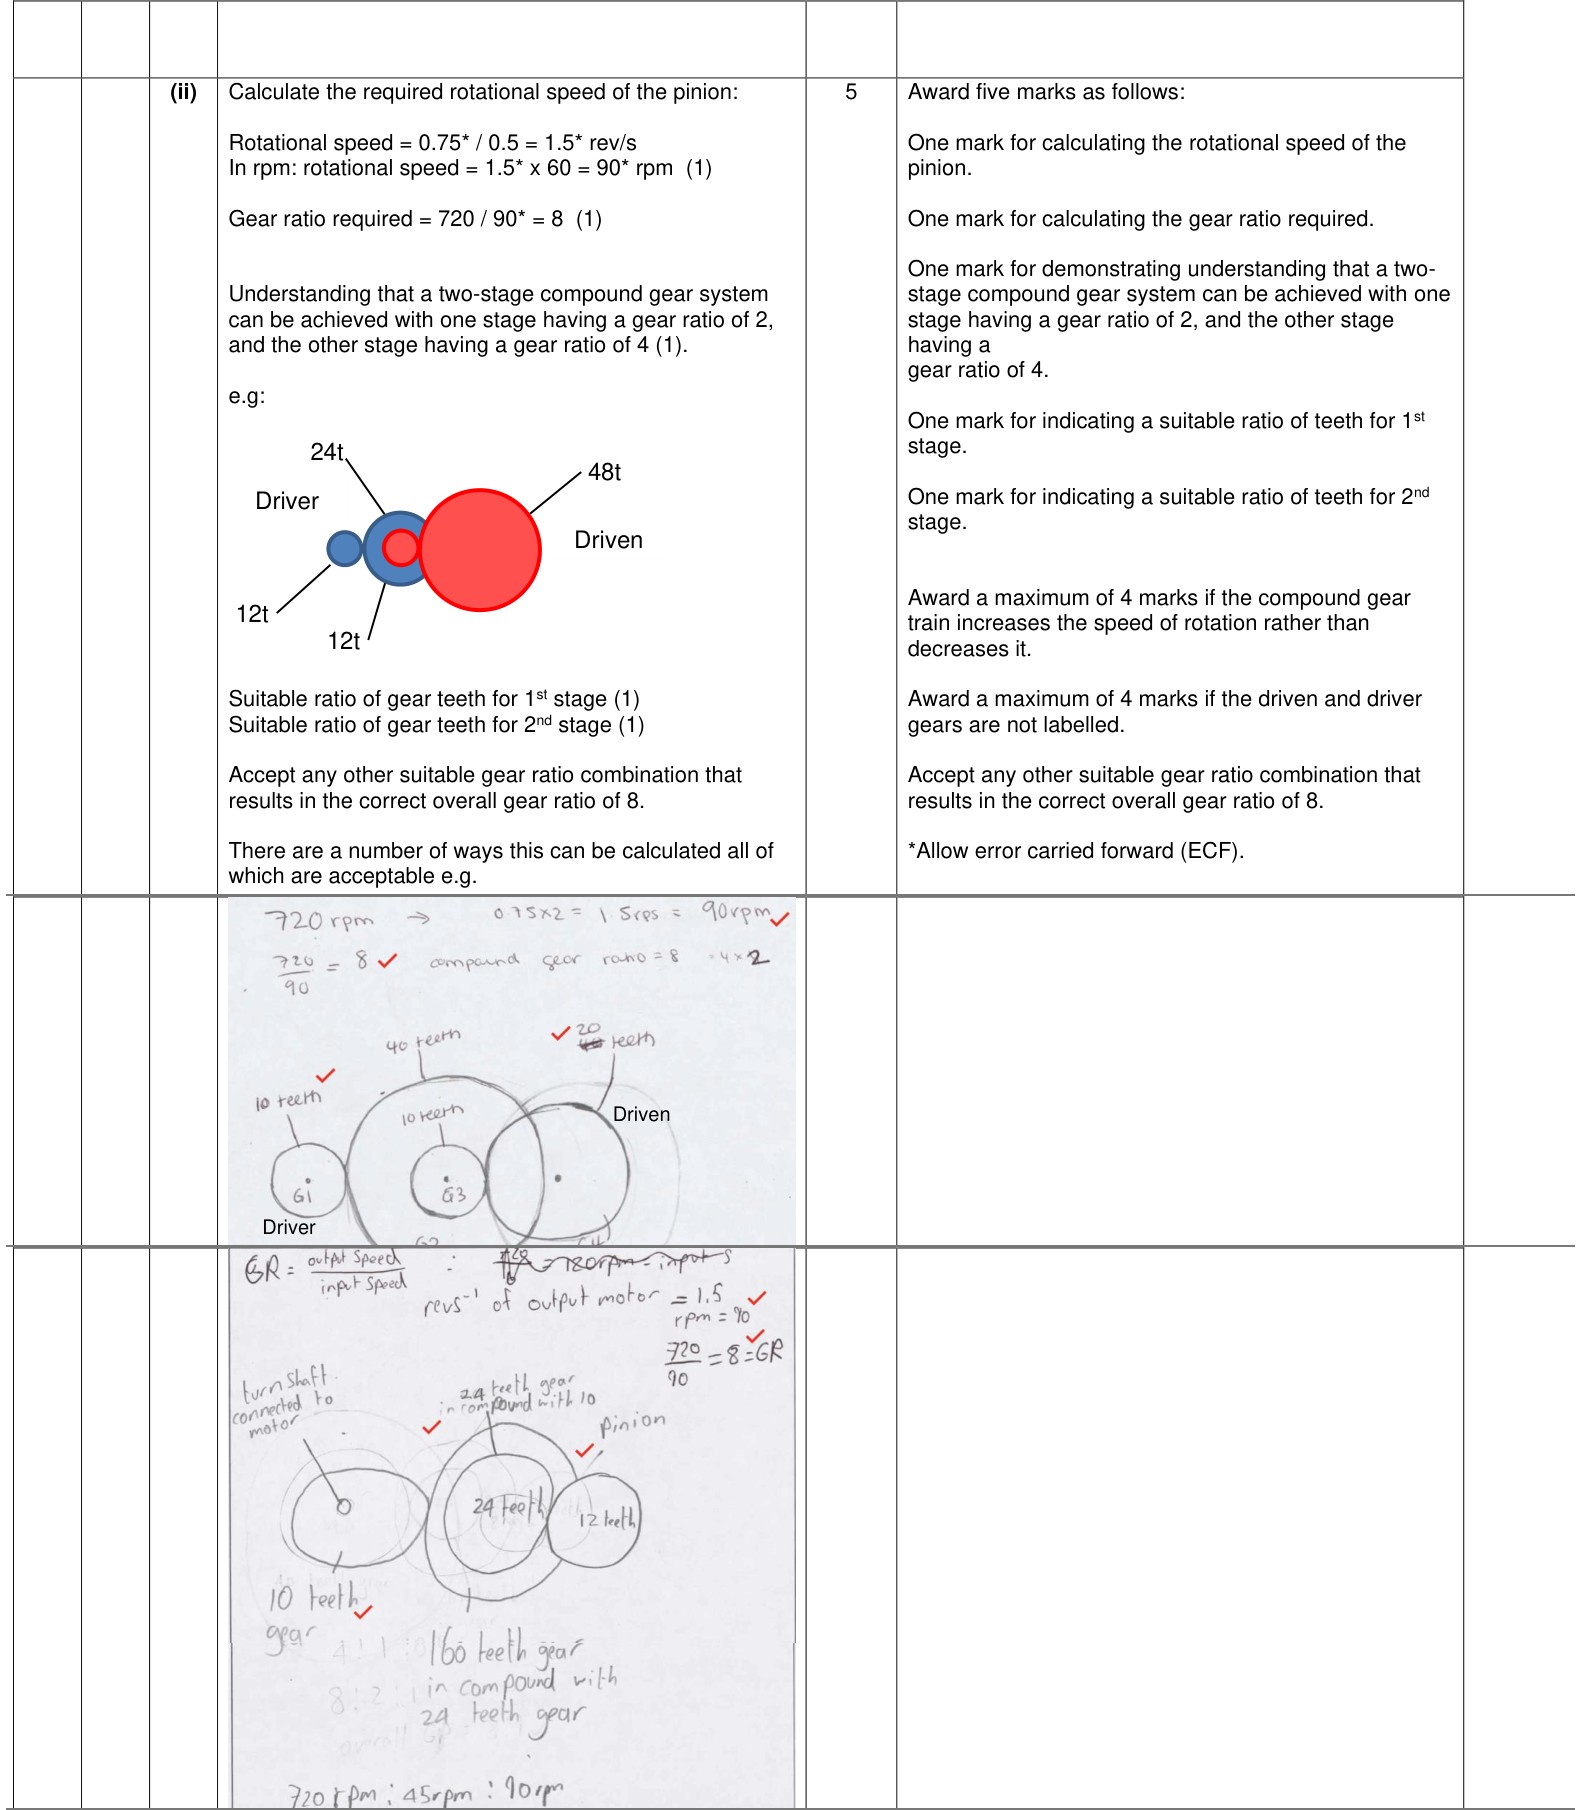 (ii)
Calculate the required rotational speed of the pinion:
Rotational speed = 0.75* / 0.5 = 1.5* rev/s
In rpm: rotational speed = 1.5* x 60 = 90* rpm  (1)
Gear ratio required = 720 / 90* = 8  (1)
Understanding that a two-stage compound gear system
can be achieved with one stage having a gear ratio of 2,
and the other stage having a gear ratio of 4 (1).
e.g:
24t
48t
Driver
Driven
12t
12t
Suitable ratio of gear teeth for 1st stage (1)
Suitable ratio of gear teeth for 2nd stage (1)
Accept any other suitable gear ratio combination that
results in the correct overall gear ratio of 8.
There are a number of ways this can be calculated all of
which are acceptable e.g.
5
Award five marks as follows:
One mark for calculating the rotational speed of the
pinion.
One mark for calculating the gear ratio required.
One mark for demonstrating understanding that a two-
stage compound gear system can be achieved with one
stage having a gear ratio of 2, and the other stage
having a
gear ratio of 4.
One mark for indicating a suitable ratio of teeth for 1st
stage.
One mark for indicating a suitable ratio of teeth for 2nd
stage.
Award a maximum of 4 marks if the compound gear
train increases the speed of rotation rather than
decreases it.
Award a maximum of 4 marks if the driven and driver
gears are not labelled.
Accept any other suitable gear ratio combination that
results in the correct overall gear ratio of 8.
*Allow error carried forward (ECF).
720 rpm → 0.75x2 = 1.5rps = 90rpm ✓
720/90 = 8 ✓ compound gear ratio = 8 = 4 x 2
40 teeth
✓ 20 teeth
10 teeth ✓
10 teeth
Driven
G1
G3
Driver
G2
G4
GR = output speed / input speed :
revs⁻¹ of output motor = 1.5 ✓
rpm = 90
720/90 = 8 = GR ✓
turn shaft
connected to
motor
24 teeth gear
in compound with 10
✓
Pinion
✓
24 teeth
12 teeth
10 teeth ✓
gear
160 teeth gear
in compound with
24 teeth gear
720 rpm : 45rpm : 90rpm